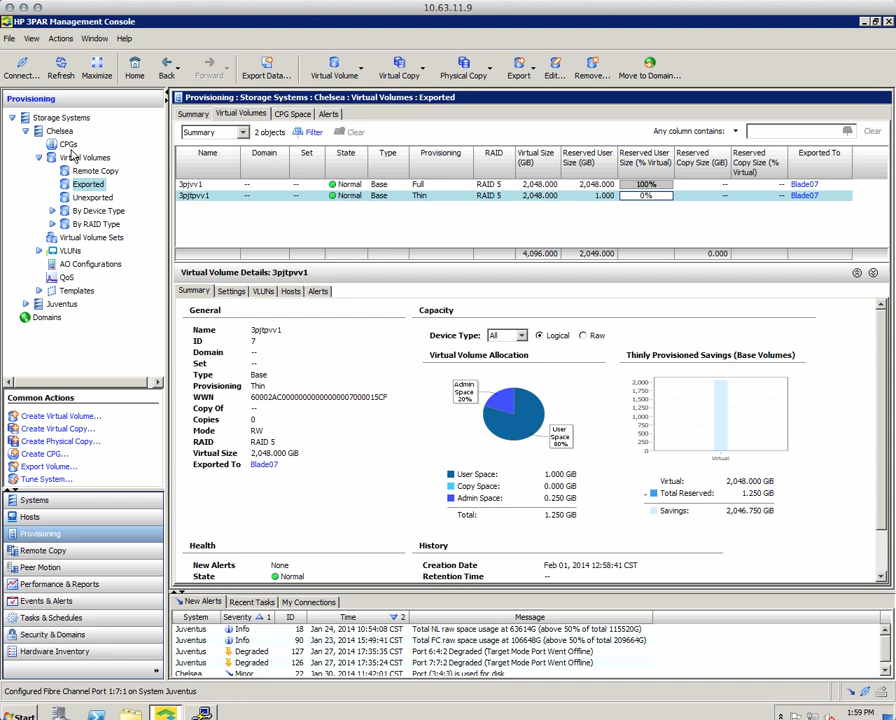 10.63.11.9
HP 3PAR Management Console
File View Actions Window Help
Connect... Refresh Maximize Home Back Forward Export Data... Virtual Volume Virtual Copy Physical Copy Export Edit... Remove... Move to Domain...
Provisioning
Storage Systems
Chelsea
CPGs
Virtual Volumes
Remote Copy
Exported
Unexported
By Device Type
By RAID Type
Virtual Volume Sets
VLUNs
AO Configurations
QoS
Templates
Juventus
Domains
Common Actions
Create Virtual Volume...
Create Virtual Copy...
Create Physical Copy...
Create CPG...
Export Volume...
Tune System...
Systems
Hosts
Provisioning
Remote Copy
Peer Motion
Performance & Reports
Events & Alerts
Tasks & Schedules
Security & Domains
Hardware Inventory
Provisioning : Storage Systems : Chelsea : Virtual Volumes : Exported
Summary Virtual Volumes CPG Space Alerts
Summary 2 objects Filter Clear Any column contains: Clear
Name Domain Set State Type Provisioning RAID Virtual Size (GiB) Reserved User Size (GiB) Reserved User Size (% Virtual) Reserved Copy Size (GiB) Reserved Copy Size (% Virtual) Exported To
3pjvv1 -- -- Normal Base Full RAID 5 2,048.000 2,048.000 100% -- -- Blade07
3pjtpvv1 -- -- Normal Base Thin RAID 5 2,048.000 1.000 0% -- -- Blade07
4,096.000 2,049.000 0.000
Virtual Volume Details: 3pjtpvv1
Summary Settings VLUNs Hosts Alerts
General
Name 3pjtpvv1
ID 7
Domain --
Set --
Type Base
Provisioning Thin
WWN 60002AC00000000000000007000015CF
Copy Of --
Copies 0
Mode RW
RAID RAID 5
Virtual Size 2,048.000 GiB
Exported To Blade07
Capacity
Device Type: All Logical Raw
Virtual Volume Allocation
Admin Space 20%
User Space 80%
User Space: 1.000 GiB
Copy Space: 0.000 GiB
Admin Space: 0.250 GiB
Total: 1.250 GiB
Thinly Provisioned Savings (Base Volumes)
2,000
1,750
1,500
1,250
1,000
750
500
250
0
Virtual
Virtual: 2,048.000 GiB
Total Reserved: 1.250 GiB
Savings: 2,046.750 GiB
Health
New Alerts None
State Normal
History
Creation Date Feb 01, 2014 12:58:41 CST
Retention Time --
New Alerts Recent Tasks My Connections
System Severity 1 ID Time 2 Message
Juventus Info 18 Jan 24, 2014 10:54:08 CST Total NL raw space usage at 63614G (above 50% of total 115520G)
Juventus Info 90 Jan 23, 2014 15:49:41 CST Total FC raw space usage at 106648G (above 50% of total 209664G)
Juventus Degraded 127 Jan 27, 2014 17:35:24 CST Port 6:4:2 Degraded (Target Mode Port Went Offline)
Juventus Degraded 126 Jan 27, 2014 17:35:23 CST Port 7:7:2 Degraded (Target Mode Port Went Offline)
Chelsea Minor 22 Jan 30, 2014 11:42:01 CST Port (3:4:3) is used for disk
Configured Fibre Channel Port 1:7:1 on System Juventus
Start 1:59 PM